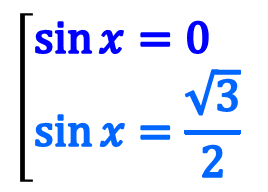 sin x = 0
sin x = √3/2